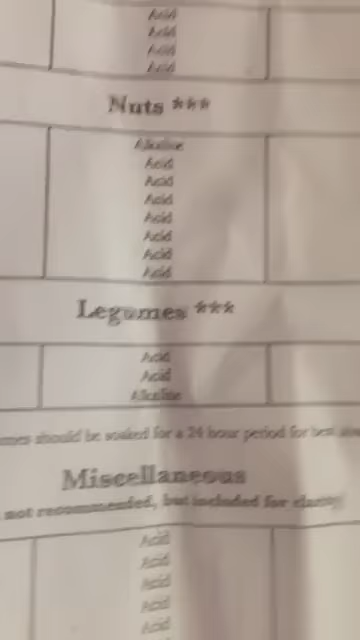 Acid
Acid
Acid
Acid
Nuts ***
Alkaline
Acid
Acid
Acid
Acid
Acid
Acid
Acid
Legumes ***
Acid
Acid
Alkaline
should be soaked for a 24 hour period for best
Miscellaneous
not recommended, but included for
Acid
Acid
Acid
Acid
Acid